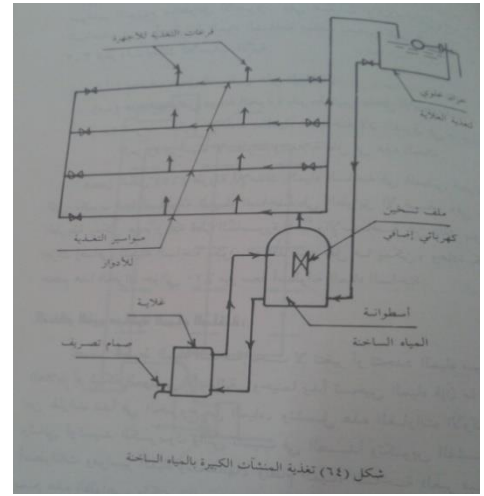 فرعات التغذية للأجهزة
خزان علوي
لتغذية الغلاية
ملف تسخين
كهربائي إضافي
مواسير التغذية
للأدوار
غلاية
أسطوانة
المياه الساخنة
صمام تصريف
شكل (٦٤) تغذية المنشآت الكبيرة بالمياه الساخنة